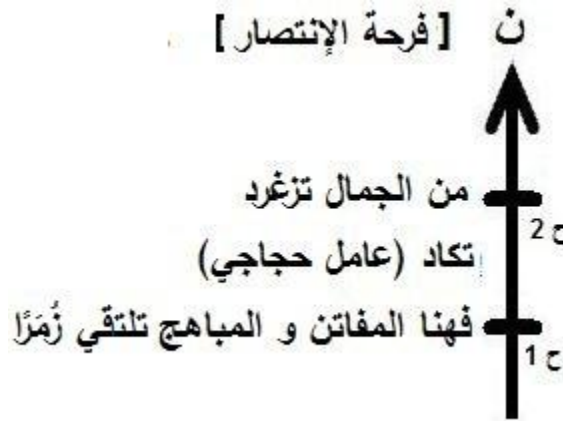 ن [ فرحة الإنتصار ]
من الجمال تزغرد
ح 2
تكاد (عامل حجاجي)
فهنا المفاتن و المباهج تلتقي زُمَرًا
ح 1